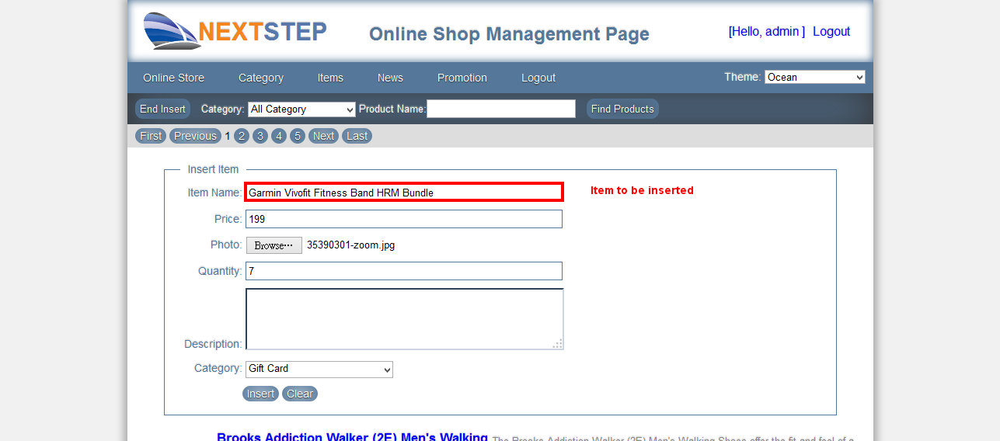 NEXTSTEP Online Shop Management Page [Hello, admin ] Logout
Online Store Category Items News Promotion Logout Theme: Ocean
End Insert Category: All Category Product Name: Find Products
First Previous 1 2 3 4 5 Next Last
Insert Item
Item Name: Garmin Vivofit Fitness Band HRM Bundle Item to be inserted
Price: 199
Photo: Browse··· 35390301-zoom.jpg
Quantity: 7
Description:
Category: Gift Card
Insert Clear
Brooks Addiction Walker (2E) Men's Walking The Brooks Addiction Walker (2E) Men's Walking Shoes offer the fit and feel of a